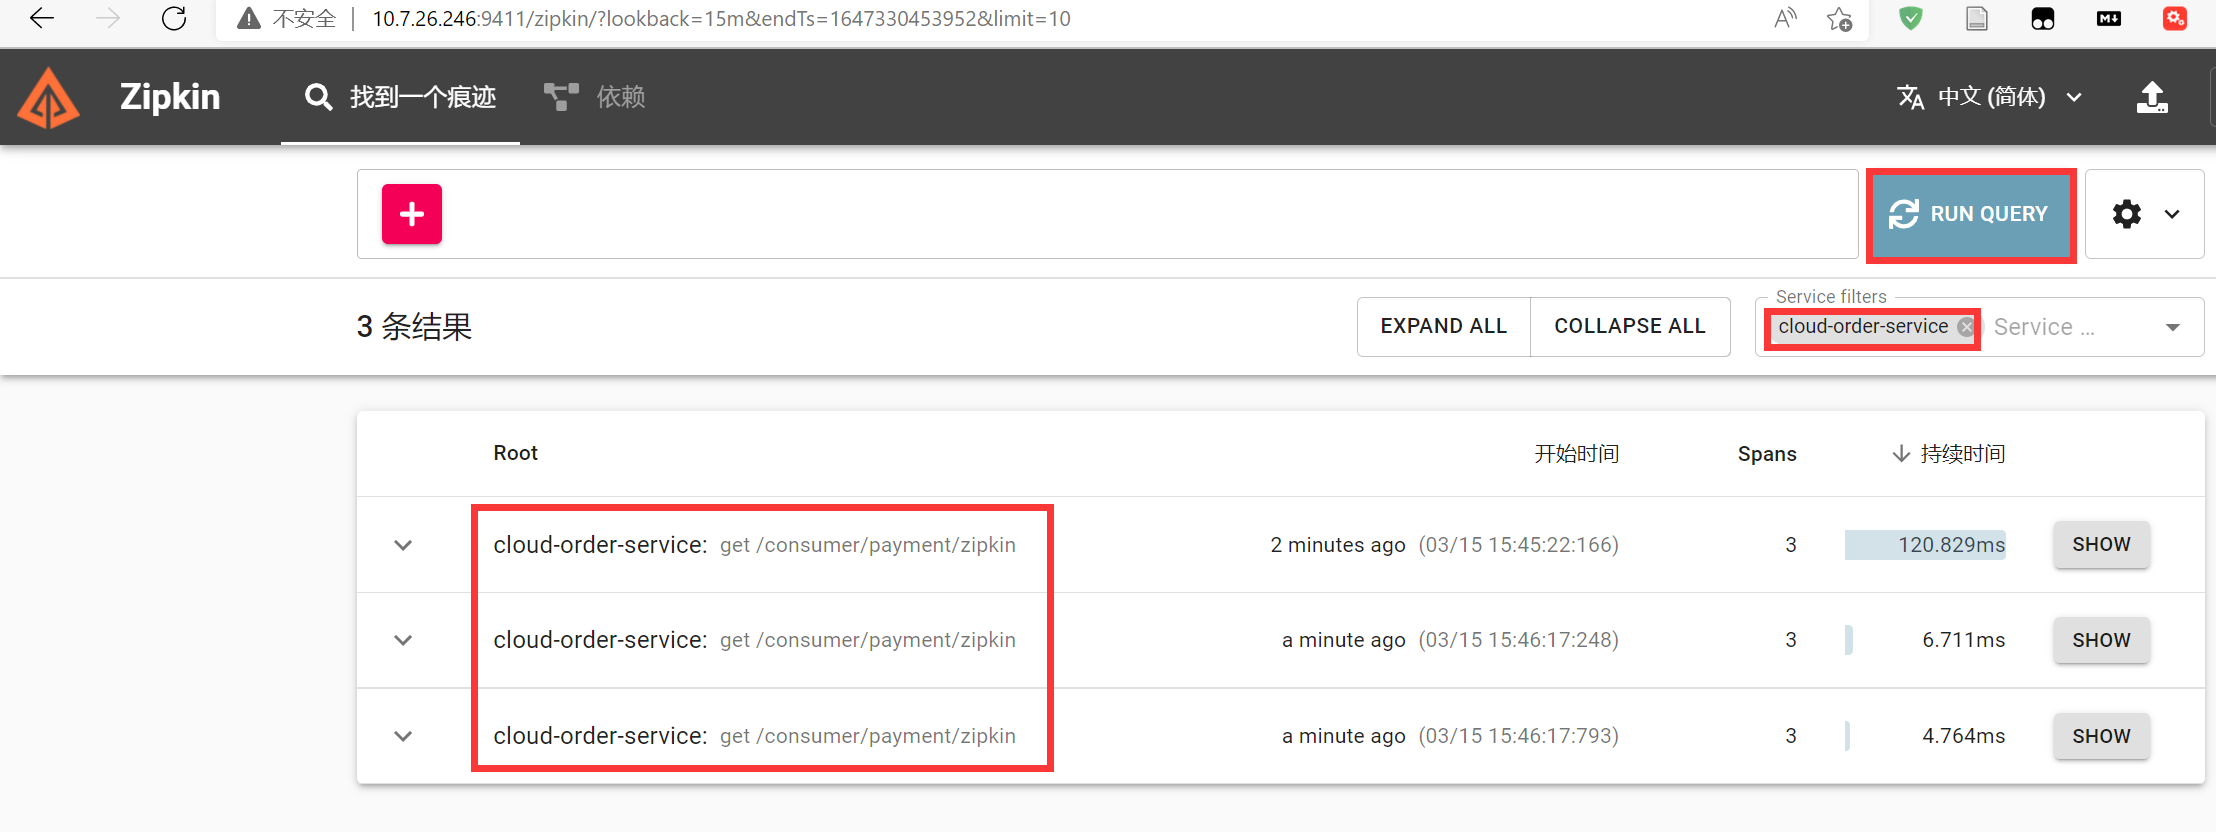 不安全 | 10.7.26.246:9411/zipkin/?lookback=15m&endTs=1647330453952&limit=10
Zipkin 找到一个痕迹 依赖 中文 (简体)
RUN QUERY
Service filters
3 条结果 EXPAND ALL COLLAPSE ALL cloud-order-service Service ...
Root 开始时间 Spans 持续时间
cloud-order-service: get /consumer/payment/zipkin 2 minutes ago (03/15 15:45:22:166) 3 120.829ms SHOW
cloud-order-service: get /consumer/payment/zipkin a minute ago (03/15 15:46:17:248) 3 6.711ms SHOW
cloud-order-service: get /consumer/payment/zipkin a minute ago (03/15 15:46:17:793) 3 4.764ms SHOW